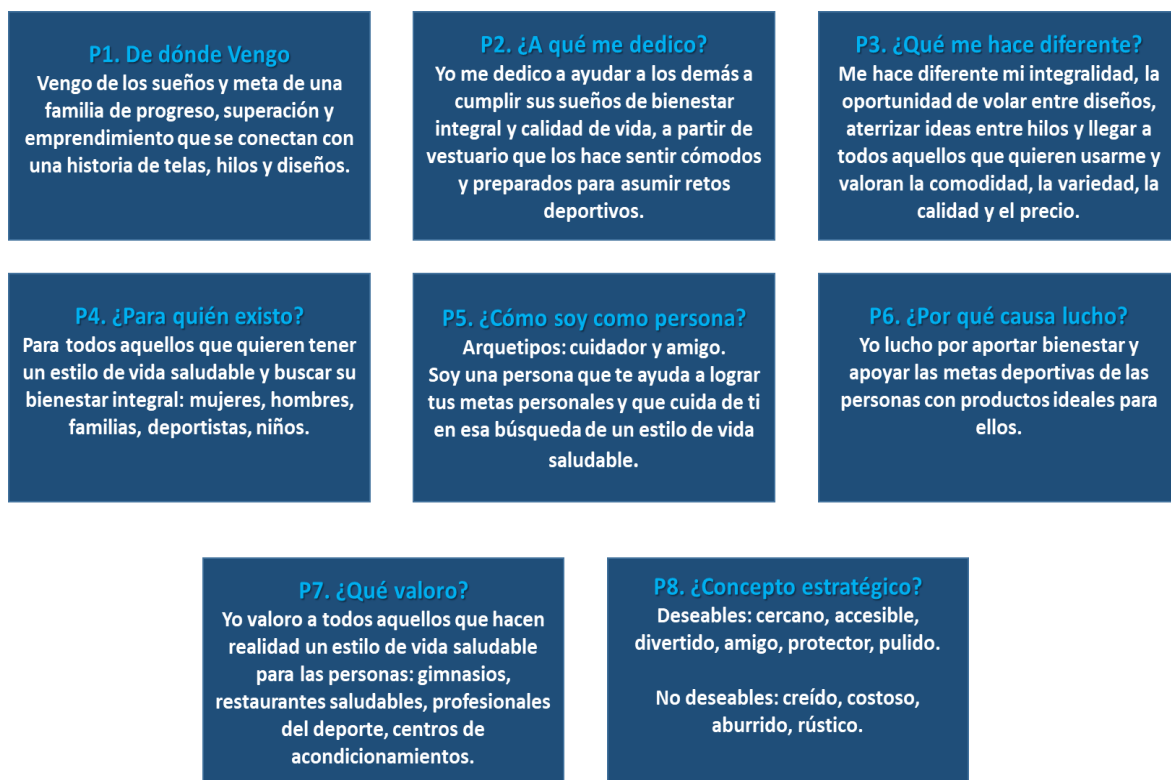 P1. De dónde Vengo
Vengo de los sueños y meta de una
familia de progreso, superación y
emprendimiento que se conectan con
una historia de telas, hilos y diseños.
P2. ¿A qué me dedico?
Yo me dedico a ayudar a los demás a
cumplir sus sueños de bienestar
integral y calidad de vida, a partir de
vestuario que los hace sentir cómodos
y preparados para asumir retos
deportivos.
P3. ¿Qué me hace diferente?
Me hace diferente mi integralidad, la
oportunidad de volar entre diseños,
aterrizar ideas entre hilos y llegar a
todos aquellos que quieren usarme y
valoran la comodidad, la variedad, la
calidad y el precio.
P4. ¿Para quién existo?
Para todos aquellos que quieren tener
un estilo de vida saludable y buscar su
bienestar integral: mujeres, hombres,
familias, deportistas, niños.
P5. ¿Cómo soy como persona?
Arquetipos: cuidador y amigo.
Soy una persona que te ayuda a lograr
tus metas personales y que cuida de ti
en esa búsqueda de un estilo de vida
saludable.
P6. ¿Por qué causa lucho?
Yo lucho por aportar bienestar y
apoyar las metas deportivas de las
personas con productos ideales para
ellos.
P7. ¿Qué valoro?
Yo valoro a todos aquellos que hacen
realidad un estilo de vida saludable
para las personas: gimnasios,
restaurantes saludables, profesionales
del deporte, centros de
acondicionamientos.
P8. ¿Concepto estratégico?
Deseables: cercano, accesible,
divertido, amigo, protector, pulido.
No deseables: creído, costoso,
aburrido, rústico.